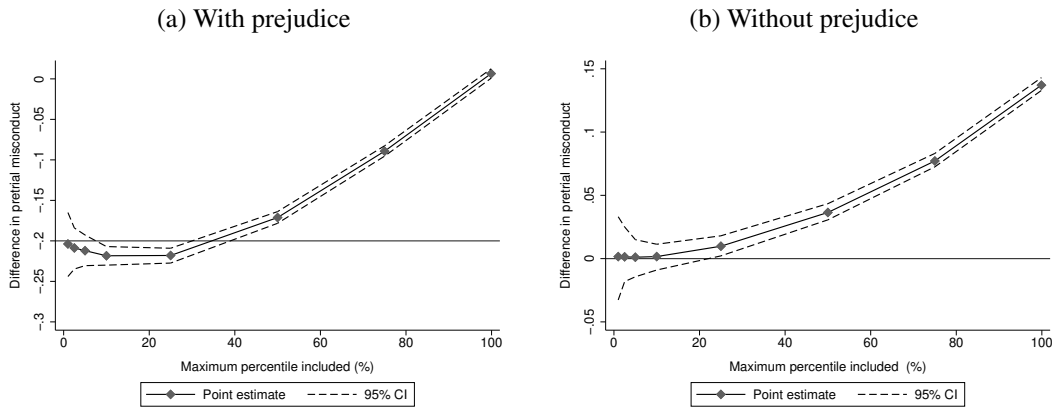 (a) With prejudice
(b) Without prejudice
Difference in pretrial misconduct
0
-.05
-.1
-.15
-.2
-.25
-.3
0 20 40 60 80 100
Maximum percentile included (%)
Point estimate 95% CI
Difference in pretrial misconduct
.15
.1
.05
0
-.05
0 20 40 60 80 100
Maximum percentile included (%)
Point estimate 95% CI